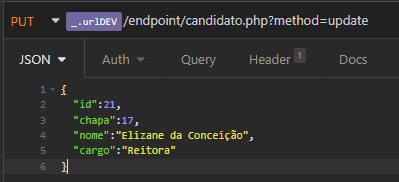 PUT _.urlDEV /endpoint/candidato.php?method=update
JSON Auth Query Header 1 Docs
1 {
2 "id":21,
3 "chapa":17,
4 "nome":"Elizane da Conceição",
5 "cargo":"Reitora"
6 }